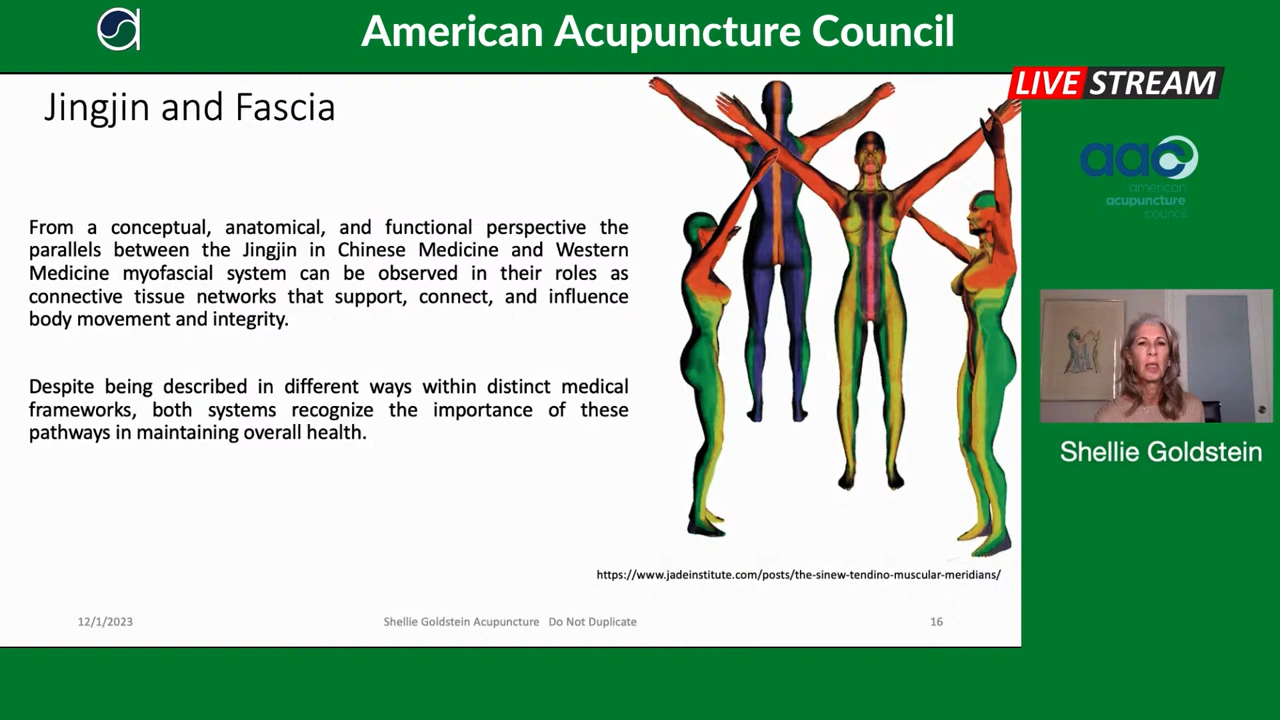 American Acupuncture Council
LIVE STREAM
Jingjin and Fascia
aac
american
acupuncture
council
From a conceptual, anatomical, and functional perspective the
parallels between the Jingjin in Chinese Medicine and Western
Medicine myofascial system can be observed in their roles as
connective tissue networks that support, connect, and influence
body movement and integrity.
Despite being described in different ways within distinct medical
frameworks, both systems recognize the importance of these
pathways in maintaining overall health.
Shellie Goldstein
https://www.jadeinstitute.com/posts/the-sinew-tendino-muscular-meridians/
12/1/2023
Shellie Goldstein Acupuncture Do Not Duplicate
16